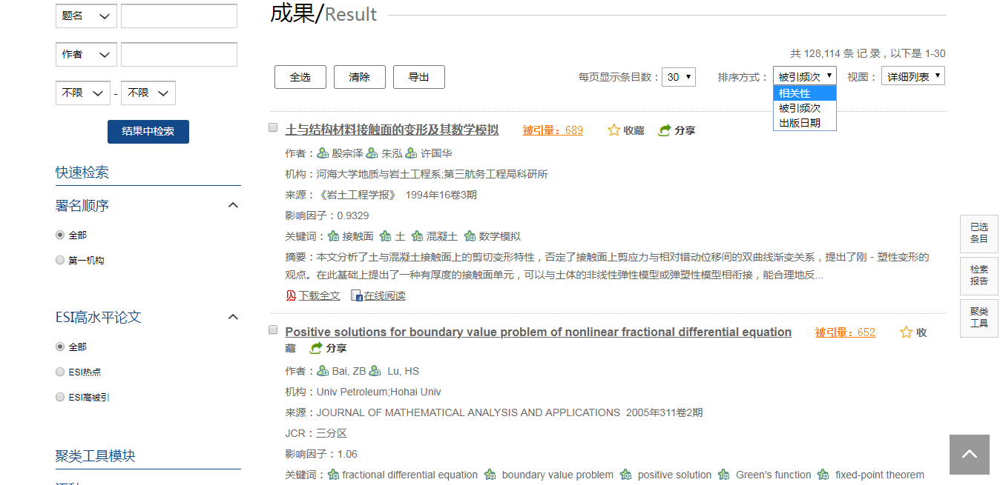 题名
作者
不限 - 不限
结果中检索
快速检索
署名顺序
全部
第一机构
ESI高水平论文
全部
ESI热点
ESI高被引
聚类工具模块
成果/Result
共 128,114 条 记 录，以下是 1-30
全选 清除 导出 每页显示条目数： 30 排序方式： 被引频次 视图： 详细列表
相关性
被引频次
出版日期
土与结构材料接触面的变形及其数学模拟 被引量：689 收藏 分享
作者： 殷宗泽 朱泓 许国华
机构：河海大学地质与岩土工程系;第三航务工程局科研所
来源：《岩土工程学报》 1994年16卷3期
影响因子：0.9329
关键词： 接触面 土 混凝土 数学模拟
摘要：本文分析了土与混凝土接触面上的剪切变形特性，否定了接触面上剪应力与相对错动位移间的双曲线渐变关系，提出了刚－塑性变形的
观点。在此基础上提出了一种有厚度的接触面单元，可以与土体的非线性弹性模型或弹塑性模型相衔接，能合理地反...
下载全文 在线阅读
Positive solutions for boundary value problem of nonlinear fractional differential equation 被引量：652 收
藏 分享
作者： Bai, ZB Lu, HS
机构：Univ Petroleum;Hohai Univ
来源：JOURNAL OF MATHEMATICAL ANALYSIS AND APPLICATIONS 2005年311卷2期
JCR：三分区
影响因子：1.06
关键词： fractional differential equation boundary value problem positive solution Green's function fixed-point theorem
已选
条目
检索
报告
聚类
工具